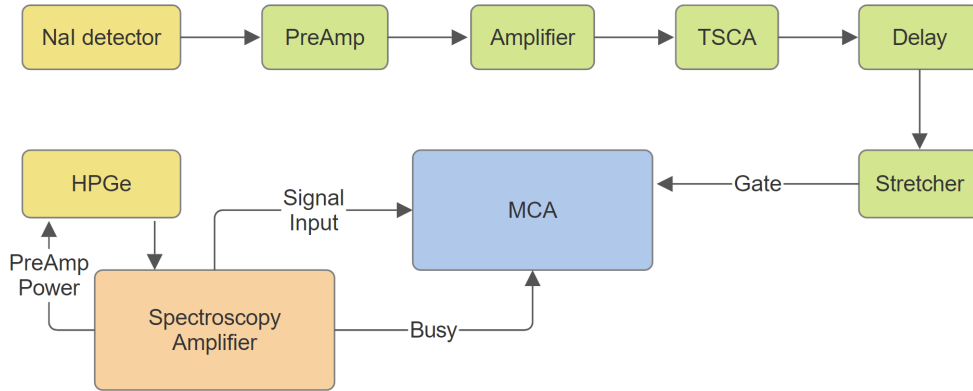 NaI detector
PreAmp
Amplifier
TSCA
Delay
HPGe
Signal
Input
MCA
Gate
Stretcher
PreAmp
Power
Spectroscopy
Amplifier
Busy